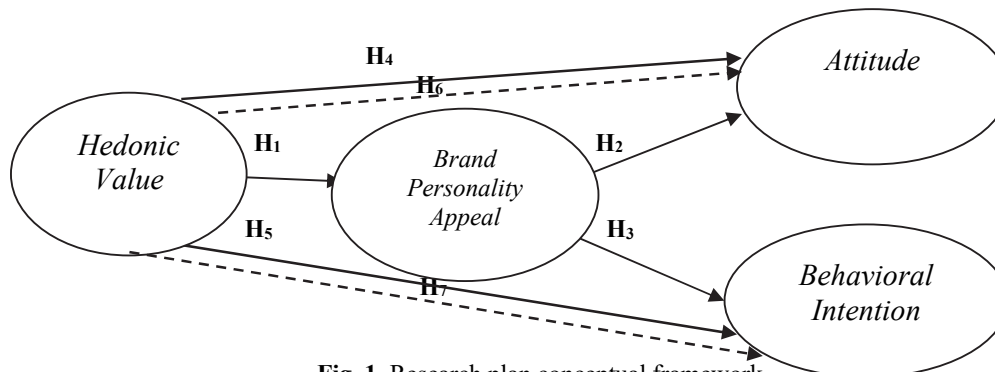 H4
Attitude
H6
Hedonic
Value
H1
Brand
Personality
Appeal
H2
H5
H3
H7
Behavioral
Intention
Fig. 1. Research plan conceptual framework